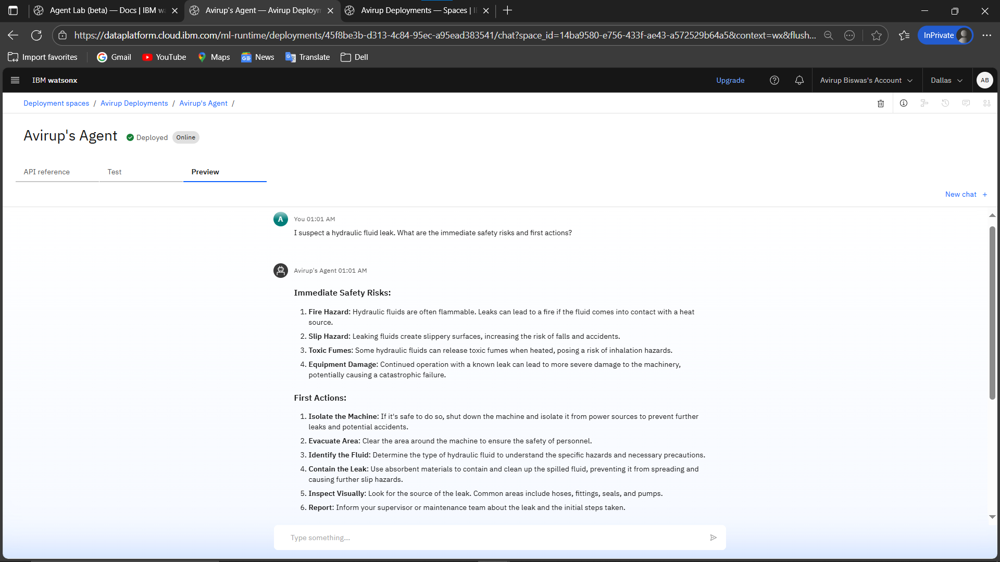 Agent Lab (beta) — Docs | IBM w
Avirup's Agent — Avirup Deploym
Avirup Deployments — Spaces |
https://dataplatform.cloud.ibm.com/ml-runtime/deployments/45f8be3b-d313-4c84-95ec-a95ead383541/chat?space_id=14ba9580-e756-433f-ae43-a572529b64a5&context=wx&flush...
InPrivate
Import favorites
Gmail
YouTube
Maps
News
Translate
Dell
IBM watsonx
Upgrade
Avirup Biswas's Account
Dallas
AB
Deployment spaces / Avirup Deployments / Avirup's Agent /
Avirup's Agent
Deployed
Online
API reference
Test
Preview
New chat +
A
You 01:01 AM
I suspect a hydraulic fluid leak. What are the immediate safety risks and first actions?
Avirup's Agent 01:01 AM
Immediate Safety Risks:
1. Fire Hazard: Hydraulic fluids are often flammable. Leaks can lead to a fire if the fluid comes into contact with a heat
source.
2. Slip Hazard: Leaking fluids create slippery surfaces, increasing the risk of falls and accidents.
3. Toxic Fumes: Some hydraulic fluids can release toxic fumes when heated, posing a risk of inhalation hazards.
4. Equipment Damage: Continued operation with a known leak can lead to more severe damage to the machinery,
potentially causing a catastrophic failure.
First Actions:
1. Isolate the Machine: If it's safe to do so, shut down the machine and isolate it from power sources to prevent further
leaks and potential accidents.
2. Evacuate Area: Clear the area around the machine to ensure the safety of personnel.
3. Identify the Fluid: Determine the type of hydraulic fluid to understand the specific hazards and necessary precautions.
4. Contain the Leak: Use absorbent materials to contain and clean up the spilled fluid, preventing it from spreading and
causing further slip hazards.
5. Inspect Visually: Look for the source of the leak. Common areas include hoses, fittings, seals, and pumps.
6. Report: Inform your supervisor or maintenance team about the leak and the initial steps taken.
Type something...